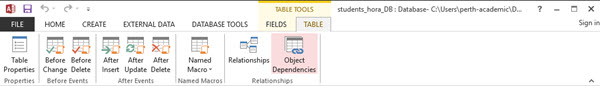 TABLE TOOLS
students_hora_DB : Database- C:\Users\perth-academic\D...
FILE HOME CREATE EXTERNAL DATA DATABASE TOOLS FIELDS TABLE
Sign in
Table Properties
Before Change
Before Delete
After Insert
After Update
After Delete
Named Macro
Relationships
Object Dependencies
Properties Before Events After Events Named Macros Relationships